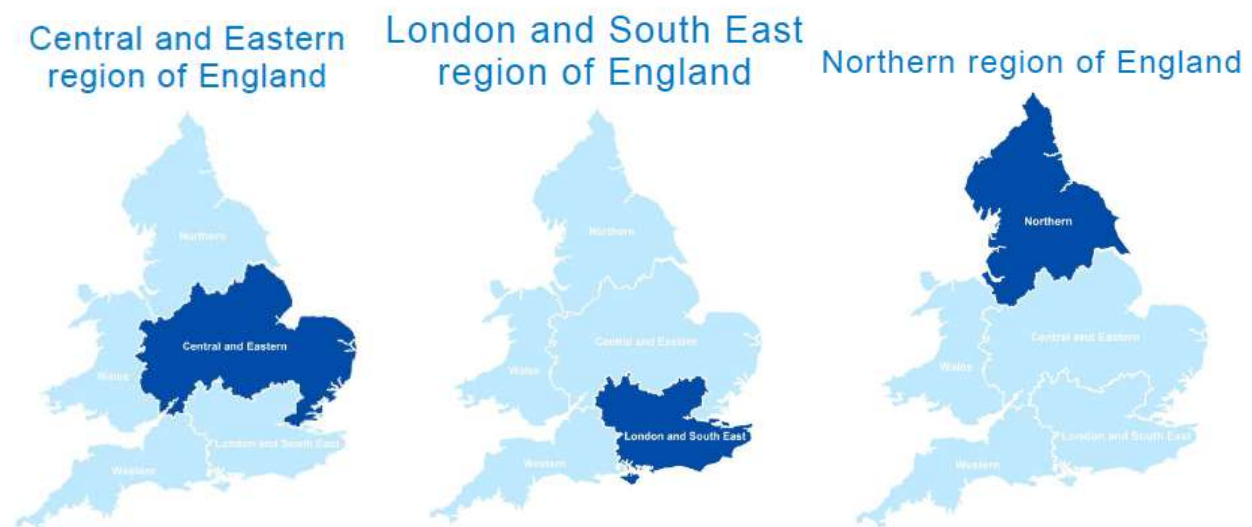 Central and Eastern
region of England
Northern
Central and Eastern
Wales
London and South East
Western
London and South East
region of England
Northern
Central and Eastern
Wales
London and South East
Western
Northern region of England
Northern
Central and Eastern
Wales
London and South East
Western